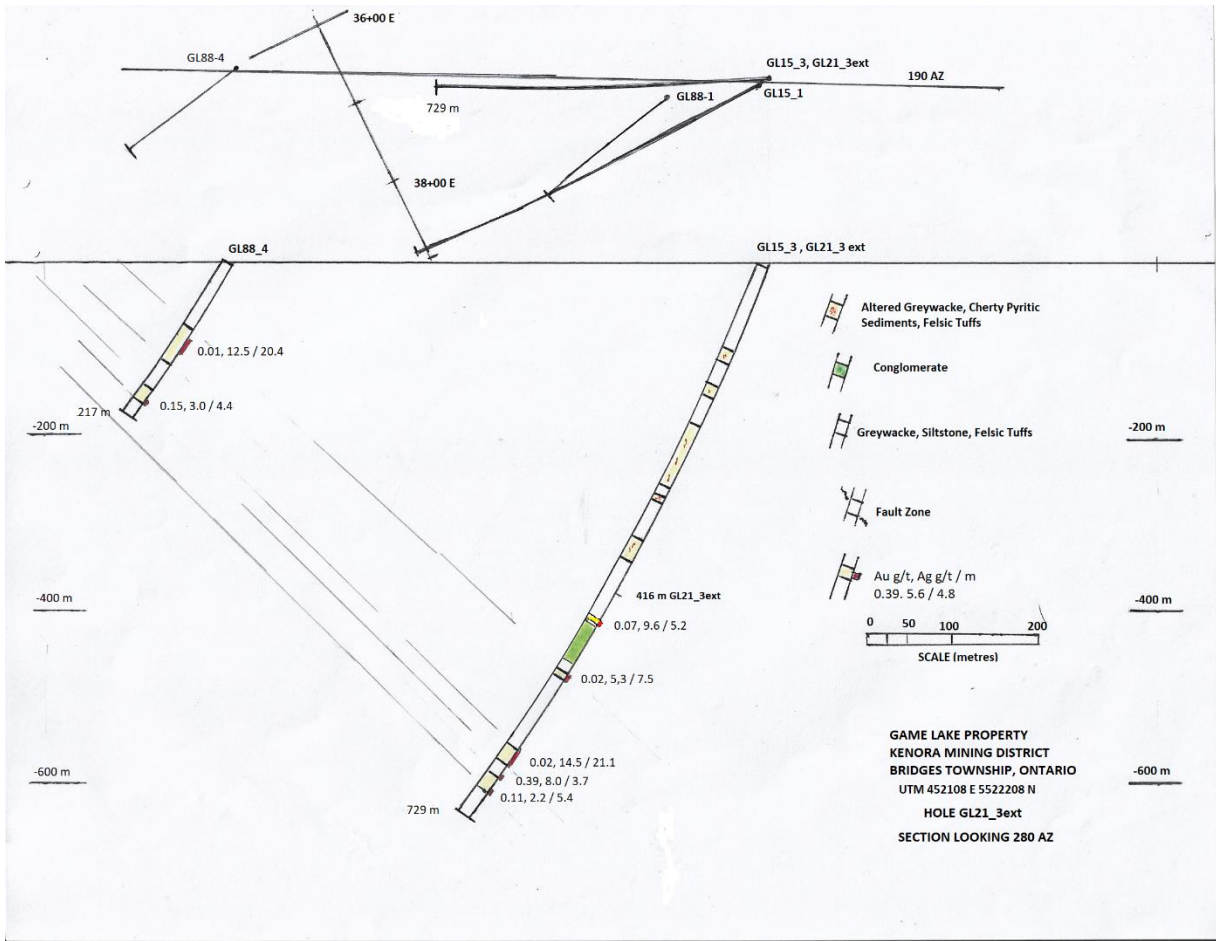 36+00 E
GL88-4
GL15_3, GL21_3ext
190 AZ
GL15_1
GL88-1
729 m
38+00 E
GL88_4
GL15_3 , GL21_3 ext
Altered Greywacke, Cherty Pyritic
Sediments, Felsic Tuffs
0.01, 12.5 / 20.4
Conglomerate
0.15, 3.0 / 4.4
217 m
-200 m
Greywacke, Siltstone, Felsic Tuffs
-200 m
Fault Zone
Au g/t, Ag g/t / m
0.39. 5.6 / 4.8
416 m GL21_3ext
-400 m
-400 m
0.07, 9.6 / 5.2
0 50 100 200
SCALE (metres)
0.02, 5,3 / 7.5
GAME LAKE PROPERTY
KENORA MINING DISTRICT
BRIDGES TOWNSHIP, ONTARIO
UTM 452108 E 5522208 N
HOLE GL21_3ext
SECTION LOOKING 280 AZ
0.02, 14.5 / 21.1
-600 m
-600 m
0.39, 8.0 / 3.7
0.11, 2.2 / 5.4
729 m